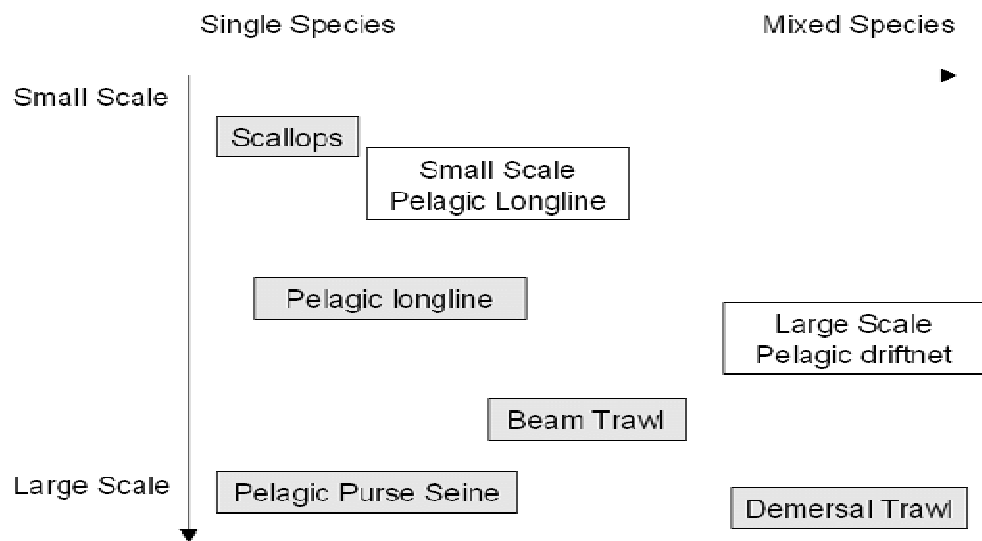 Single Species
Mixed Species
Small Scale
Scallops
Small Scale
Pelagic Longline
Pelagic longline
Large Scale
Pelagic driftnet
Beam Trawl
Large Scale
Pelagic Purse Seine
Demersal Trawl